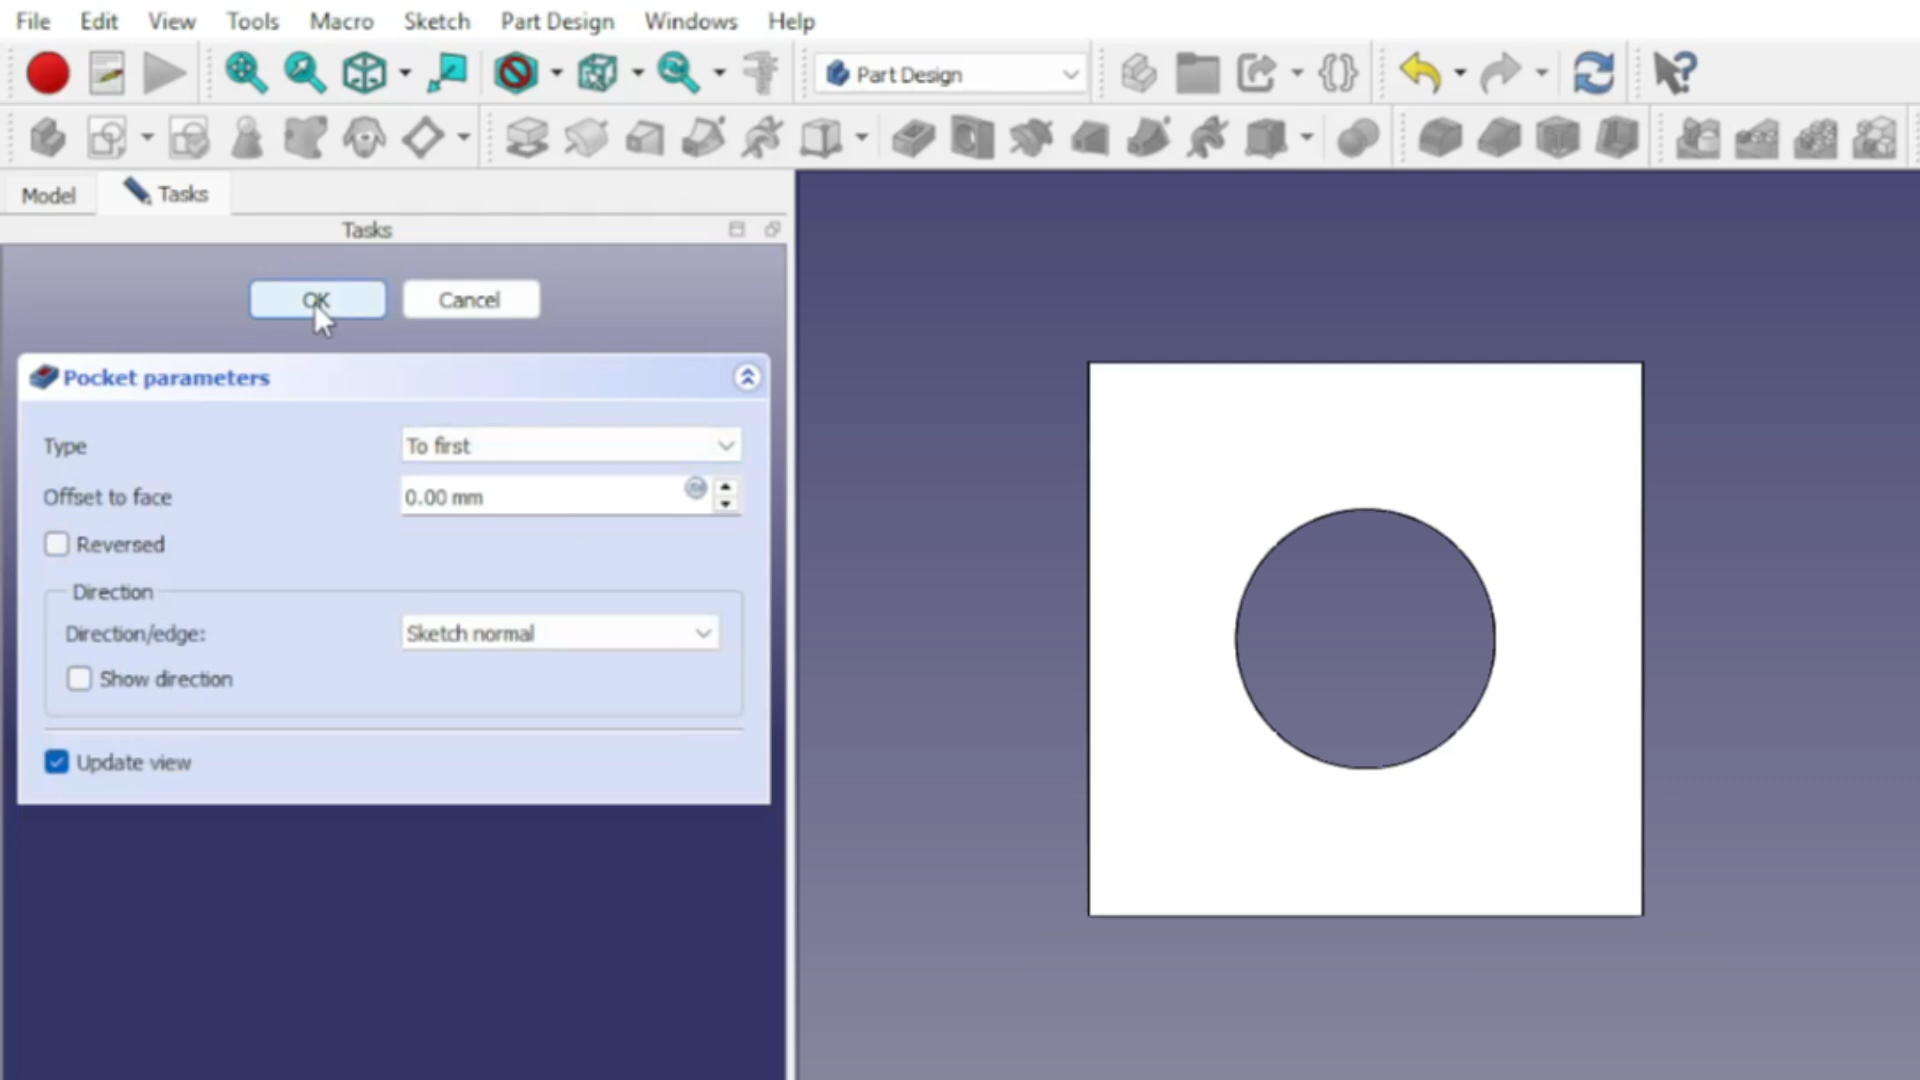 File Edit View Tools Macro Sketch Part Design Windows Help
Part Design
Model Tasks
Tasks
OK Cancel
Pocket parameters
Type To first
Offset to face 0.00 mm
Reversed
Direction
Direction/edge: Sketch normal
Show direction
Update view